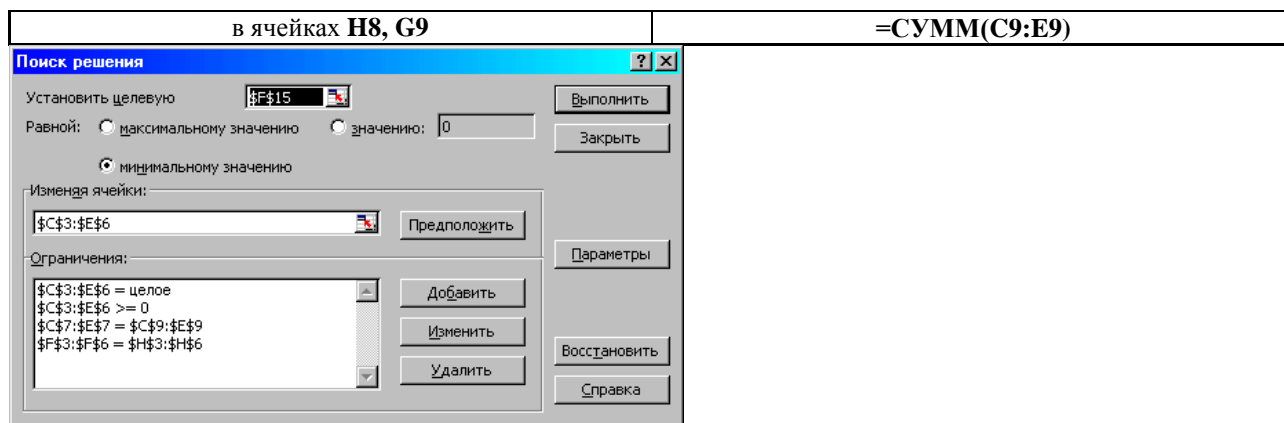 в ячейках H8, G9 =СУММ(C9:E9)
Поиск решения
Установить целевую $F$15 Выполнить
Равной: максимальному значению значению: 0 Закрыть
минимальному значению
Изменяя ячейки:
$C$3:$E$6 Предположить
Ограничения: Параметры
$C$3:$E$6 = целое Добавить
$C$3:$E$6 >= 0
$C$7:$E$7 = $C$9:$E$9 Изменить
$F$3:$F$6 = $H$3:$H$6 Восстановить
Удалить
Справка